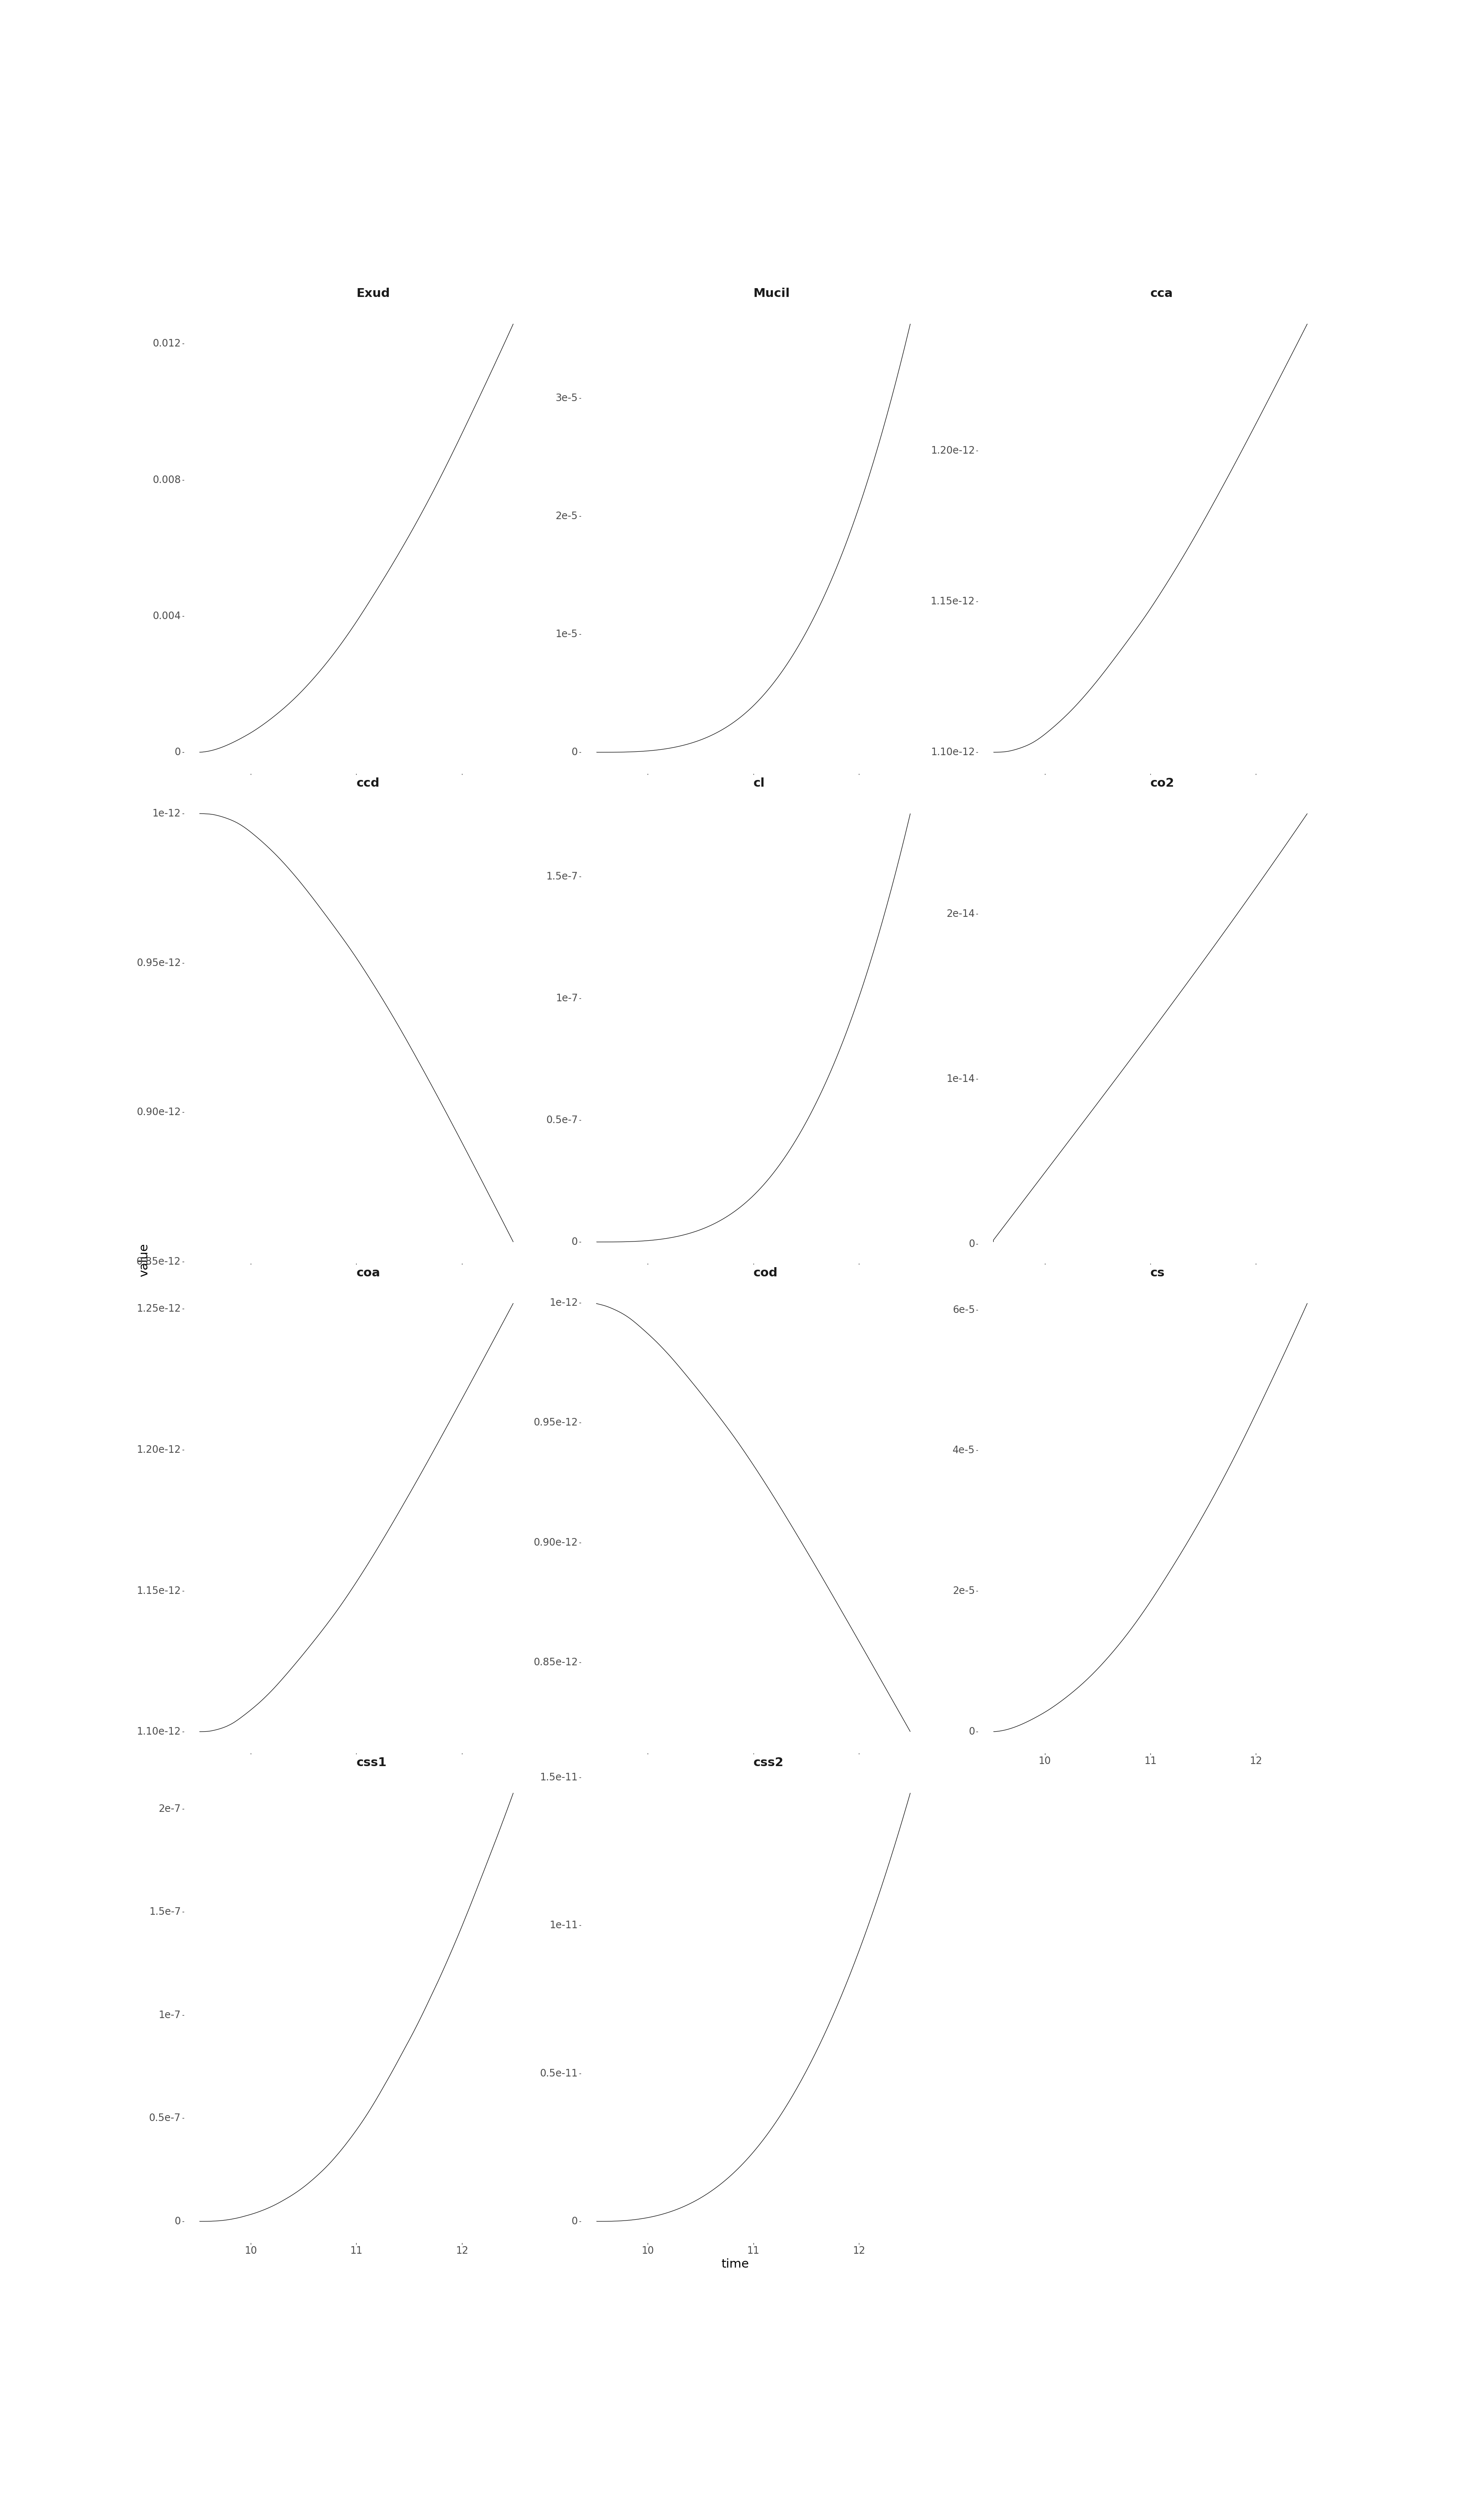 Exud Mucil cca
0.012
0.008
0.004
0
3e-5
2e-5
1e-5
0
1.20e-12
1.15e-12
1.10e-12
ccd cl co2
1e-12
0.95e-12
0.90e-12
0.85e-12
1.5e-7
1e-7
0.5e-7
0
2e-14
1e-14
0
value
coa cod cs
1.25e-12
1.20e-12
1.15e-12
1.10e-12
1e-12
0.95e-12
0.90e-12
0.85e-12
6e-5
4e-5
2e-5
0
10 11 12
css1 css2
2e-7
1.5e-7
1e-7
0.5e-7
0
1.5e-11
1e-11
0.5e-11
0
10 11 12 10 11 12
time